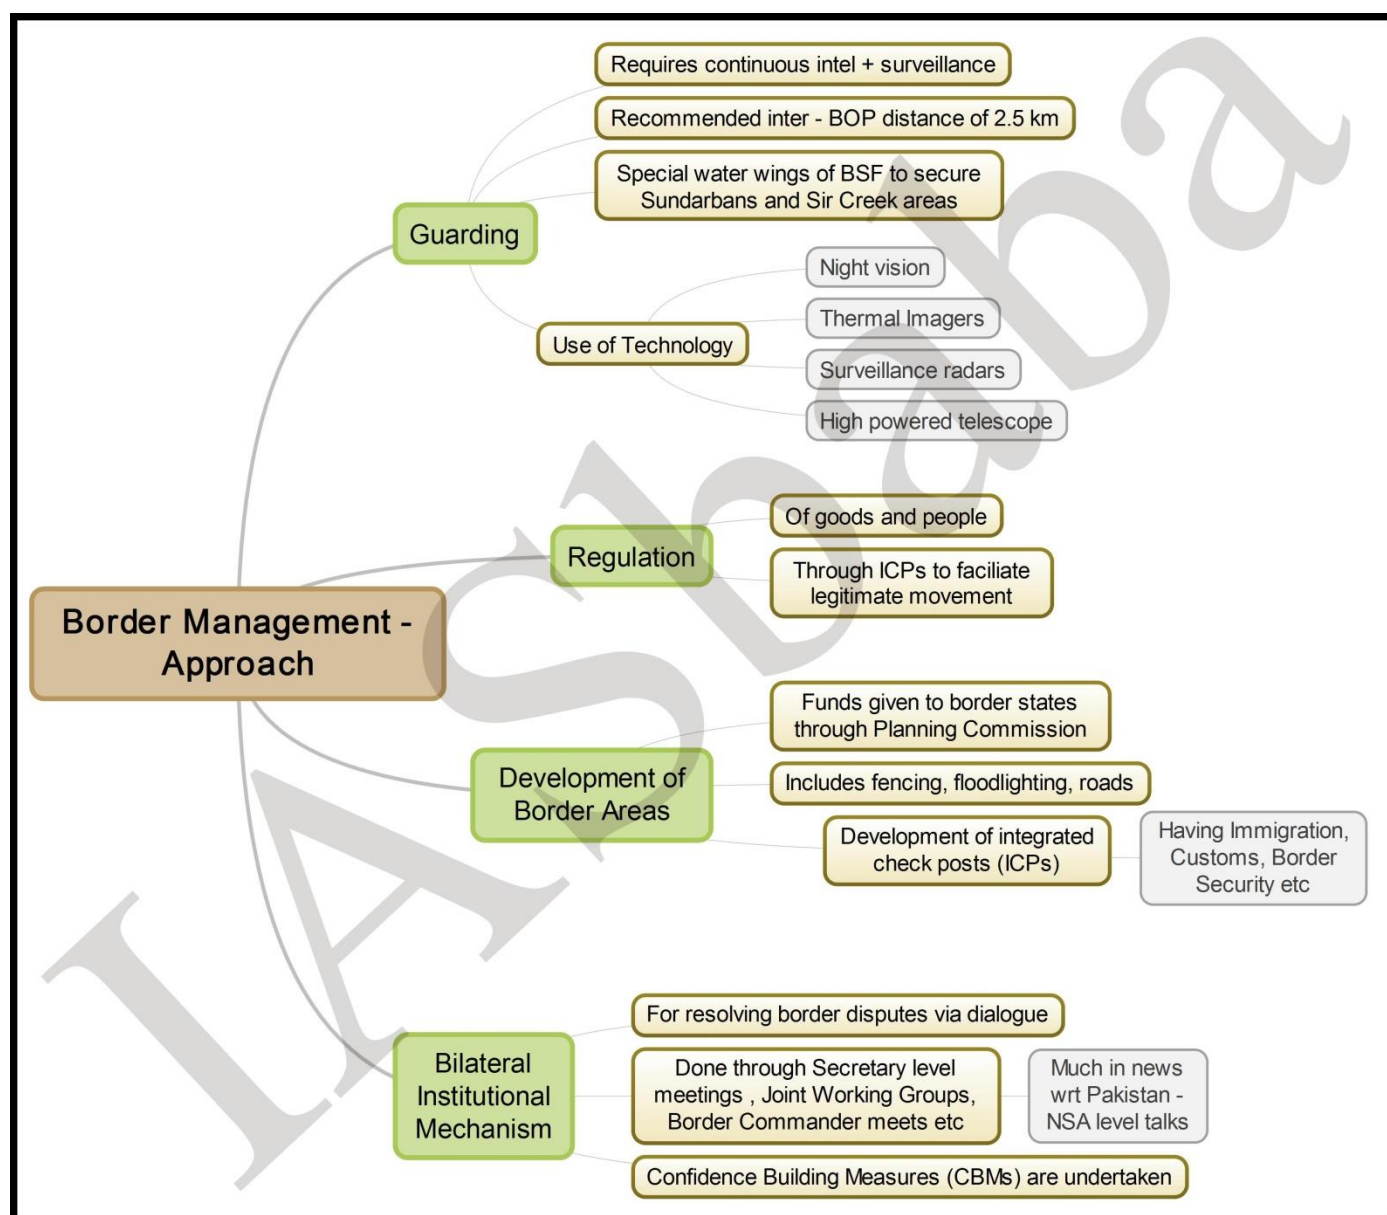 Requires continuous intel + surveillance
Recommended inter - BOP distance of 2.5 km
Special water wings of BSF to secure
Sundarbans and Sir Creek areas
Guarding
Night vision
Thermal Imagers
Use of Technology
Surveillance radars
High powered telescope
Of goods and people
Regulation
Through ICPs to faciliate
legitimate movement
Border Management -
Approach
Funds given to border states
through Planning Commission
Development of
Border Areas
Includes fencing, floodlighting, roads
Development of integrated
check posts (ICPs)
Having Immigration,
Customs, Border
Security etc
For resolving border disputes via dialogue
Bilateral
Institutional
Mechanism
Done through Secretary level
meetings , Joint Working Groups,
Border Commander meets etc
Much in news
wrt Pakistan -
NSA level talks
Confidence Building Measures (CBMs) are undertaken
IASbaba